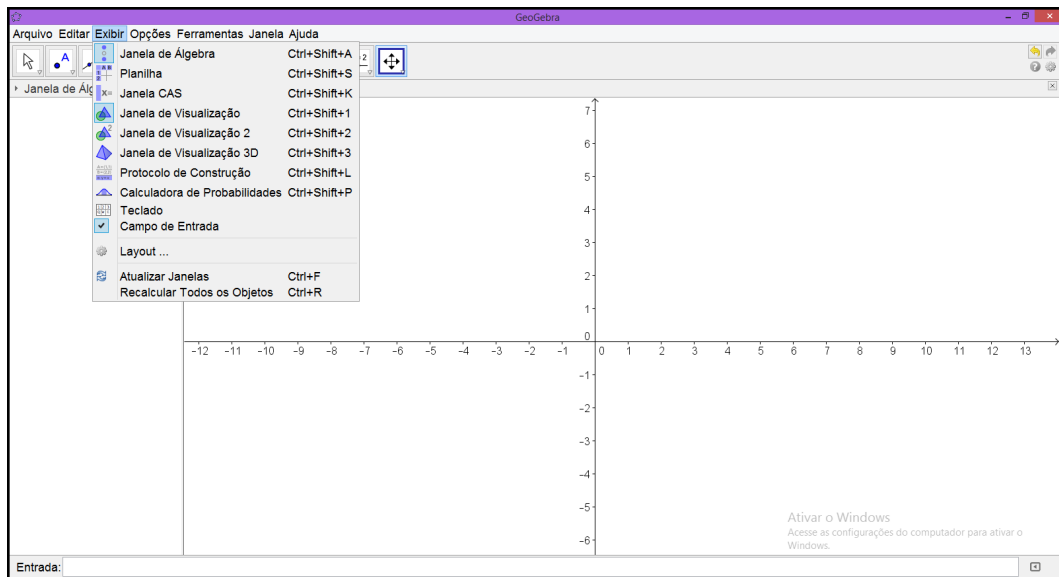 GeoGebra
Arquivo Editar Exibir Opções Ferramentas Janela Ajuda
A
2
Janela de Álg
Janela de Álgebra Ctrl+Shift+A
Planilha Ctrl+Shift+S
Janela CAS Ctrl+Shift+K
Janela de Visualização Ctrl+Shift+1
Janela de Visualização 2 Ctrl+Shift+2
Janela de Visualização 3D Ctrl+Shift+3
Protocolo de Construção Ctrl+Shift+L
Calculadora de Probabilidades Ctrl+Shift+P
Teclado
Campo de Entrada
Layout ...
Atualizar Janelas Ctrl+F
Recalcular Todos os Objetos Ctrl+R
7
6
5
4
3
2
1
0
-12 -11 -10 -9 -8 -7 -6 -5 -4 -3 -2 -1 0 1 2 3 4 5 6 7 8 9 10 11 12 13
-1
-2
-3
-4
-5
-6
Ativar o Windows
Acesse as configurações do computador para ativar o
Windows.
Entrada: